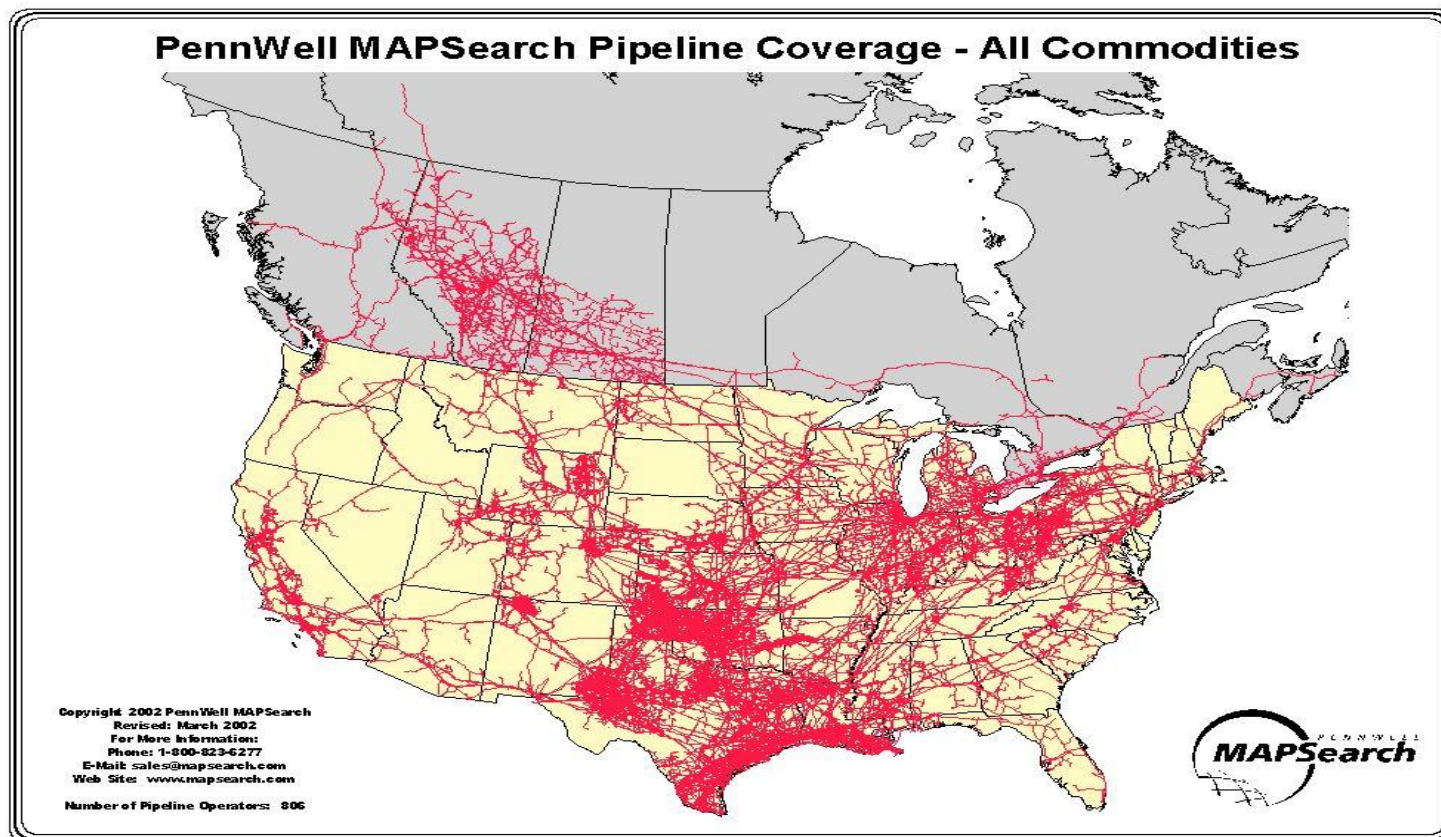 PennWell MAPSearch Pipeline Coverage - All Commodities
Copyright 2002 PennWell MAPSearch
Revised: March 2002
For More Information:
Phone: 1-800-823-6277
E-Mail: sales@mapsearch.com
Web Site: www.mapsearch.com
Number of Pipeline Operators: 806
PENNWELL
MAPSearch